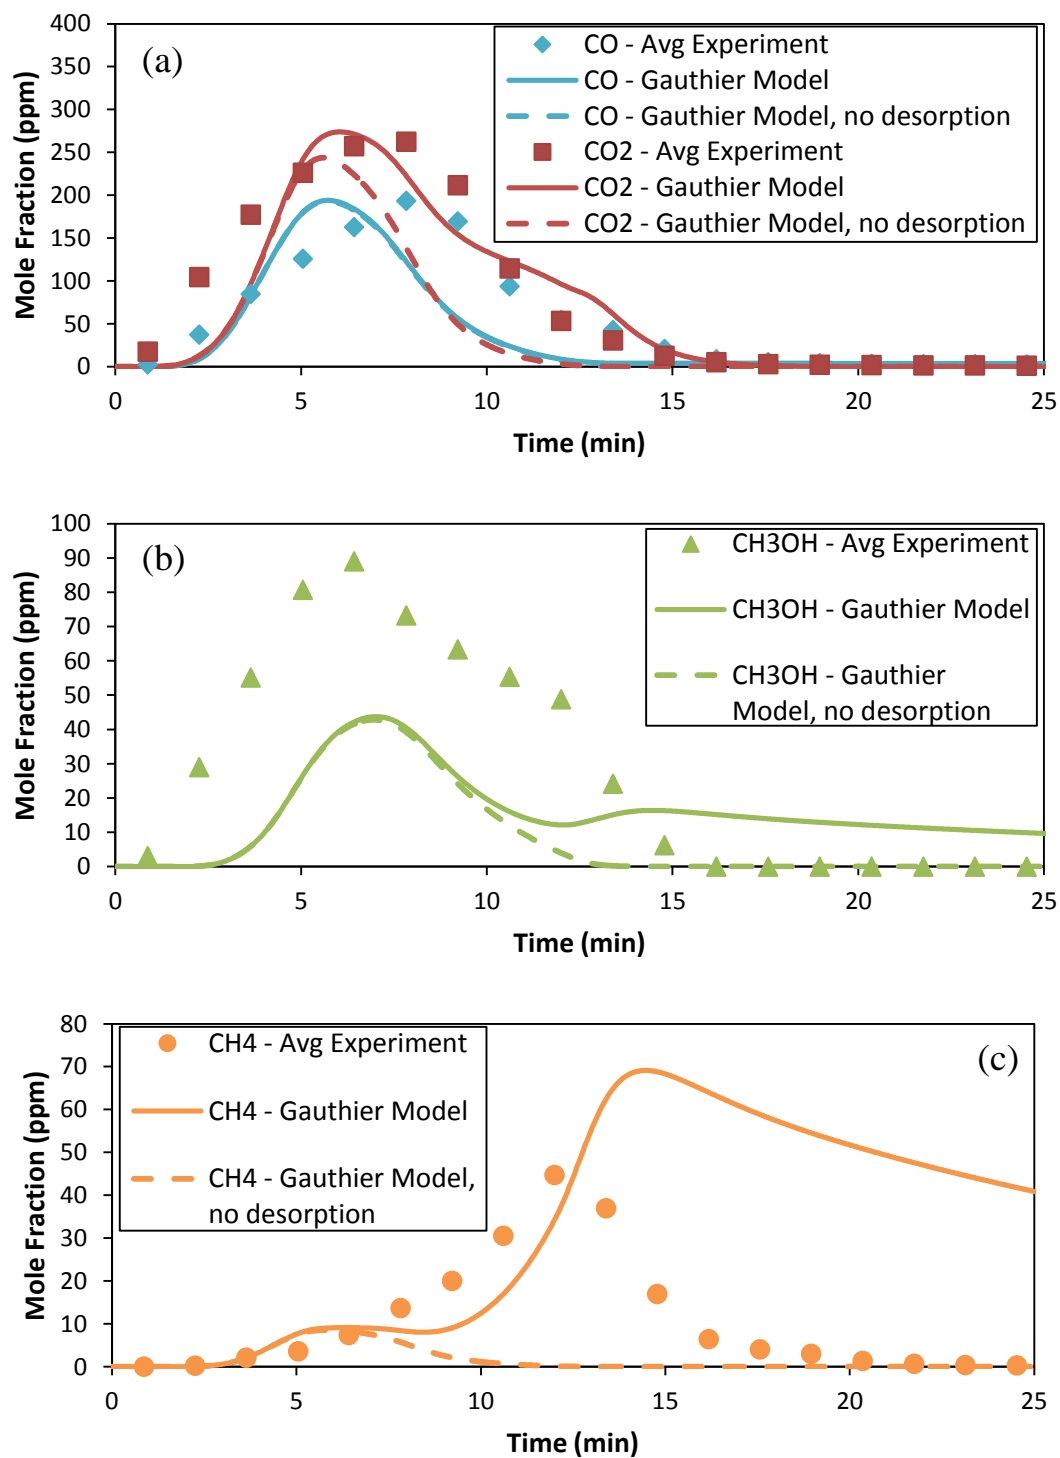 (a)
Mole Fraction (ppm)
400
350
300
250
200
150
100
50
0
CO - Avg Experiment
CO - Gauthier Model
CO - Gauthier Model, no desorption
CO2 - Avg Experiment
CO2 - Gauthier Model
CO2 - Gauthier Model, no desorption
0 5 10 15 20 25
Time (min)
(b)
Mole Fraction (ppm)
100
90
80
70
60
50
40
30
20
10
0
CH3OH - Avg Experiment
CH3OH - Gauthier Model
CH3OH - Gauthier
Model, no desorption
0 5 10 15 20 25
Time (min)
(c)
Mole Fraction (ppm)
80
70
60
50
40
30
20
10
0
CH4 - Avg Experiment
CH4 - Gauthier Model
CH4 - Gauthier Model,
no desorption
0 5 10 15 20 25
Time (min)